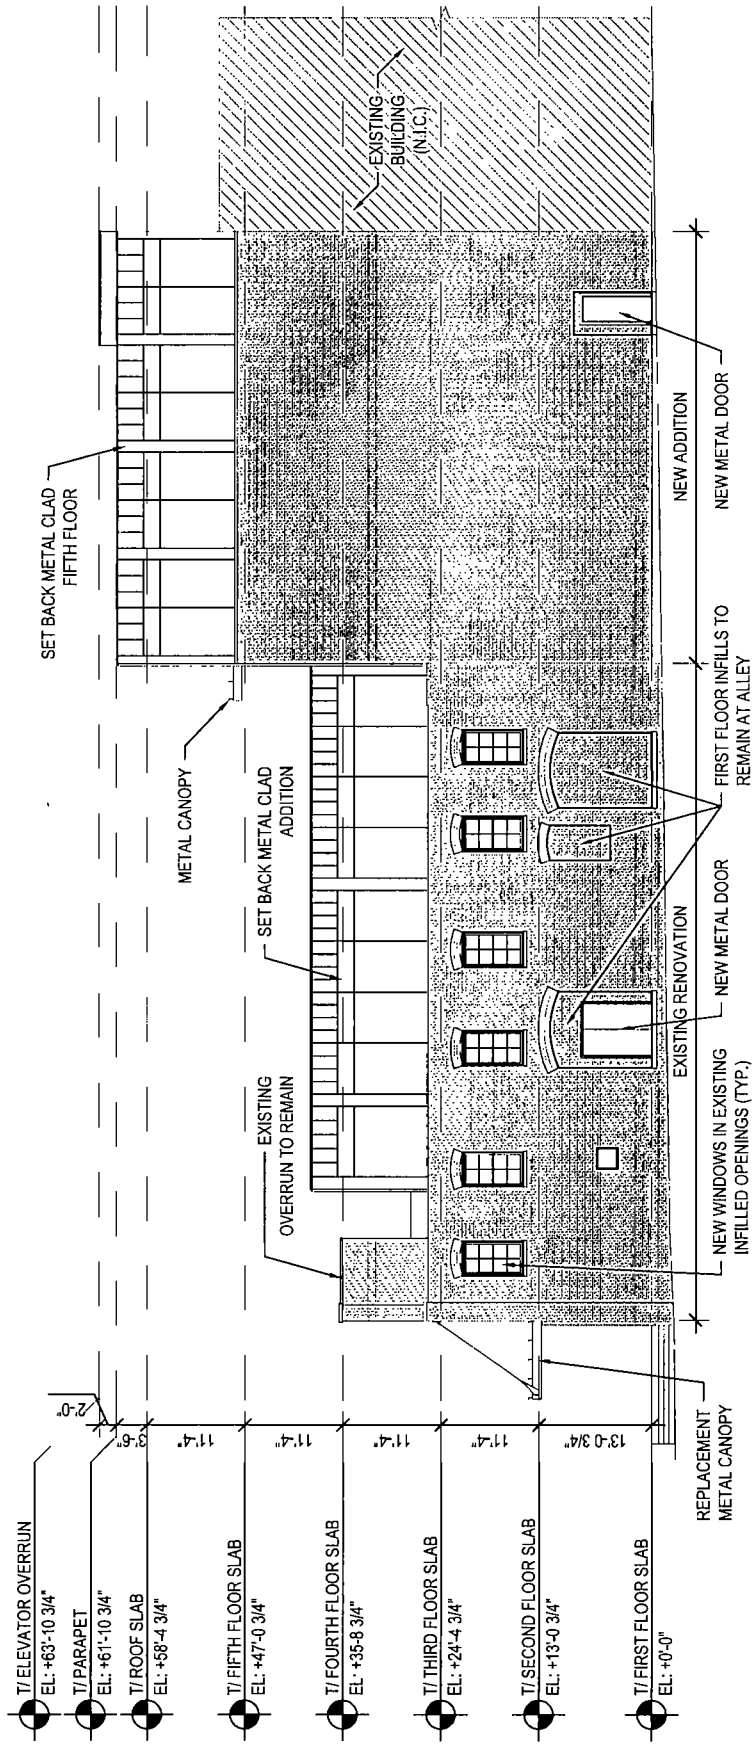 T/ ELEVATOR OVERRUN
EL: +63'-10 3/4"
T/ PARAPET
EL: +61'-10 3/4"
T/ ROOF SLAB
EL: +58'-4 3/4"
T/ FIFTH FLOOR SLAB
EL: +47'-0 3/4"
T/ FOURTH FLOOR SLAB
EL: +35-8 3/4"
T/ THIRD FLOOR SLAB
EL: +24'-4 3/4"
T/ SECOND FLOOR SLAB
EL: +13'-0 3/4"
T/ FIRST FLOOR SLAB
EL: +0'-0"
2'-0"
3'-6"
11'-4"
11'-4"
11'-4"
11'-4"
13'-0 3/4"
SET BACK METAL CLAD
FIFTH FLOOR
METAL CANOPY
SET BACK METAL CLAD
ADDITION
EXISTING
OVERRUN TO REMAIN
EXISTING
BUILDING
(N.I.C.)
REPLACEMENT
METAL CANOPY
NEW WINDOWS IN EXISTING
INFILLED OPENINGS (TYP.)
EXISTING RENOVATION
NEW METAL DOOR
FIRST FLOOR INFILLS TO
REMAIN AT ALLEY
NEW ADDITION
NEW METAL DOOR